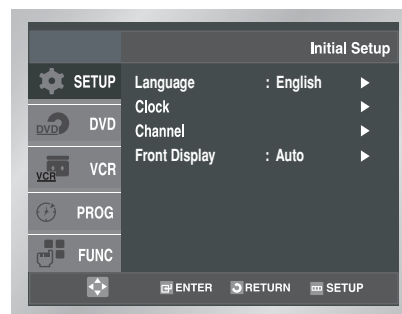 Initial Setup
SETUP
Language : English ►
Clock ►
Channel ►
Front Display : Auto ►
DVD DVD
VCR VCR
PROG
FUNC
ENTER RETURN SETUP